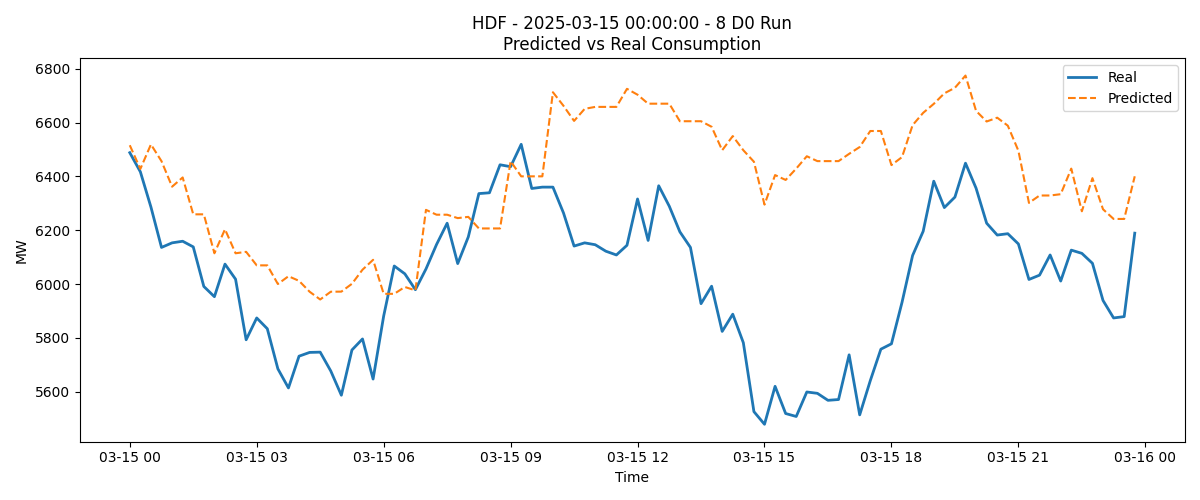 HDF - 2025-03-15 00:00:00 - 8 D0 Run
Predicted vs Real Consumption
Real
Predicted
MW
6800
6600
6400
6200
6000
5800
5600
03-15 00
03-15 03
03-15 06
03-15 09
03-15 12
03-15 15
03-15 18
03-15 21
03-16 00
Time